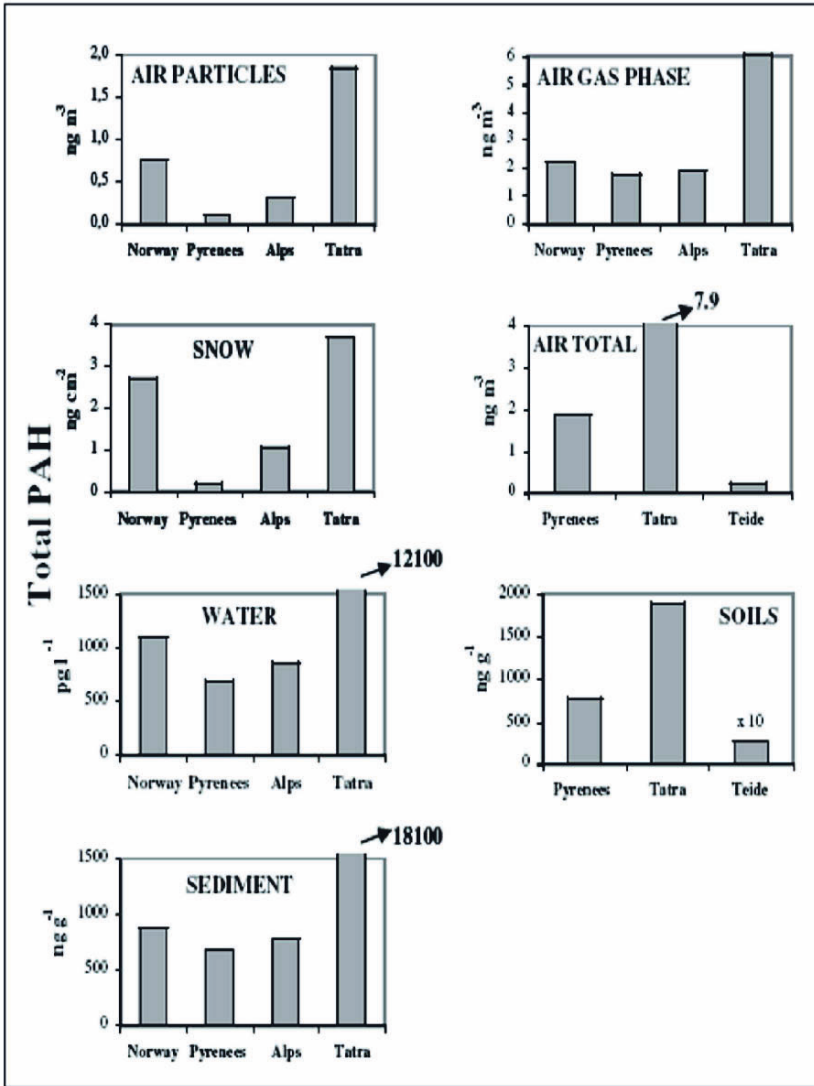 Total PAH
AIR PARTICLES
ng m-3
2,0
1,5
1,0
0,5
0,0
Norway Pyrenees Alps Tatra
AIR GAS PHASE
ng m-3
6
5
4
3
2
1
0
Norway Pyrenees Alps Tatra
SNOW
ng cm-2
4
3
2
1
0
Norway Pyrenees Alps Tatra
7.9
AIR TOTAL
ng m-3
4
3
2
1
0
Pyrenees Tatra Teide
12100
WATER
pg l-1
1500
1000
500
0
Norway Pyrenees Alps Tatra
SOILS
ng g-1
2000
1500
1000
500
0
x 10
Pyrenees Tatra Teide
18100
SEDIMENT
ng g-1
1500
1000
500
0
Norway Pyrenees Alps Tatra